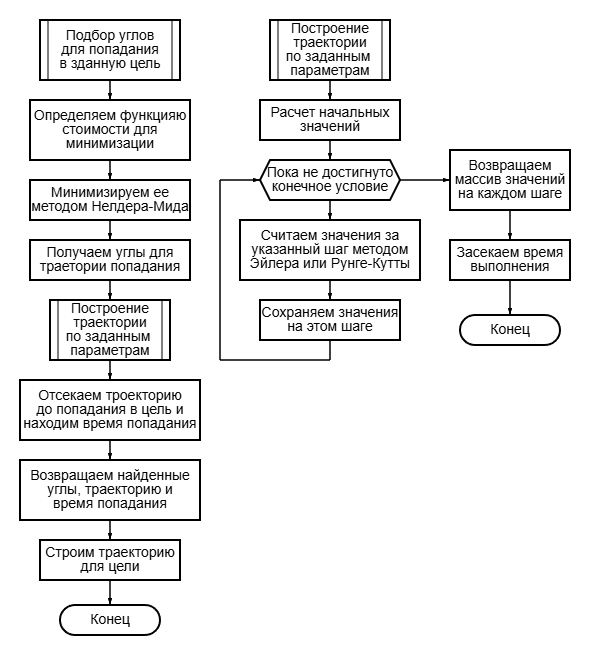 Подбор углов
для попадания
в зданную цель
Определяем функцияю
стоимости для
минимизации
Минимизируем ее
методом Нелдера-Мида
Получаем углы для
траетории попадания
Построение
траектории
по заданным
параметрам
Отсекаем троекторию
до попадания в цель и
находим время попадания
Возвращаем найденные
углы, траекторию и
время попадания
Строим траекторию
для цели
Конец
Построение
траектории
по заданным
параметрам
Расчет начальных
значений
Пока не достигнуто
конечное условие
Считаем значения за
указанный шаг методом
Эйлера или Рунге-Кутты
Сохраняем значения
на этом шаге
Возвращаем
массив значений
на каждом шаге
Засекаем время
выполнения
Конец